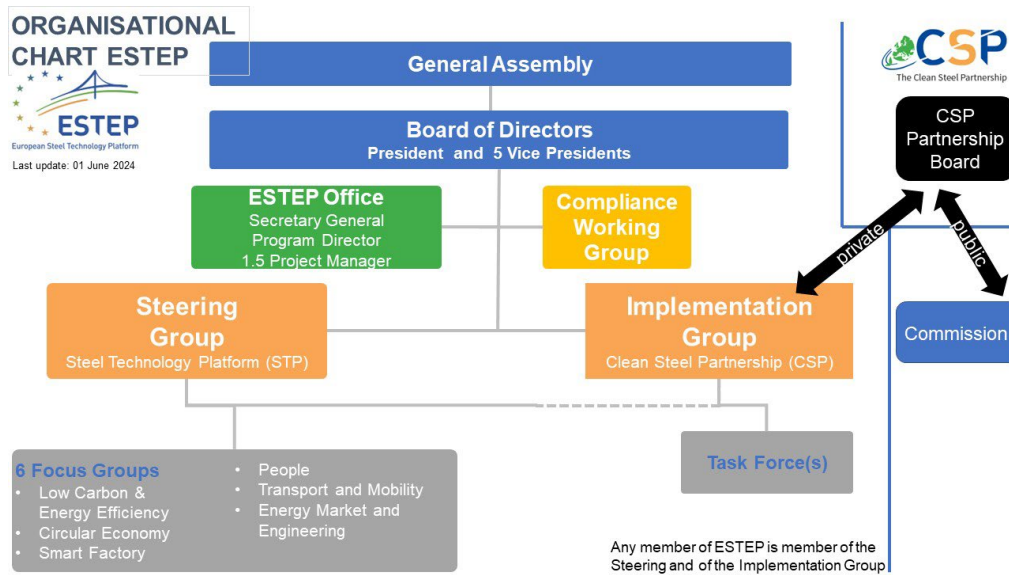 ORGANISATIONAL
CHART ESTEP
ESTEP
European Steel Technology Platform
Last update: 01 June 2024
General Assembly
Board of Directors
President and 5 Vice Presidents
ESTEP Office
Secretary General
Program Director
1.5 Project Manager
Compliance
Working
Group
Steering
Group
Steel Technology Platform (STP)
Implementation
Group
Clean Steel Partnership (CSP)
6 Focus Groups
• Low Carbon &
Energy Efficiency
• Circular Economy
• Smart Factory
• People
• Transport and Mobility
• Energy Market and
Engineering
Task Force(s)
Any member of ESTEP is member of the
Steering and of the Implementation Group
CSP
The Clean Steel Partnership
CSP
Partnership
Board
private
public
Commission